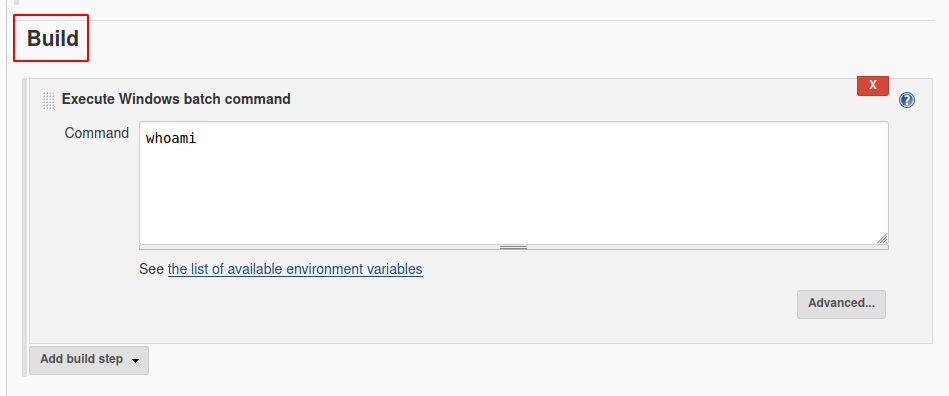 Build
Execute Windows batch command
X
?
Command
whoami
See the list of available environment variables
Advanced...
Add build step